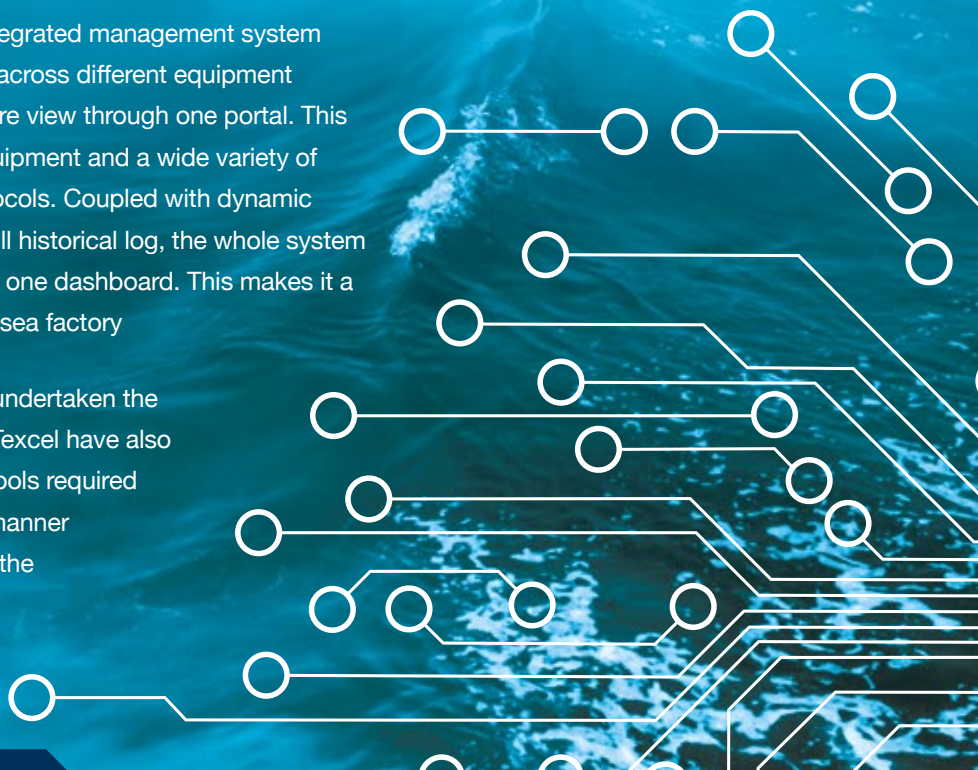 egrated management system
across different equipment
re view through one portal. This
uipment and a wide variety of
ocols. Coupled with dynamic
ll historical log, the whole system
one dashboard. This makes it a
sea factory
undertaken the
Texcel have also
ools required
manner
the